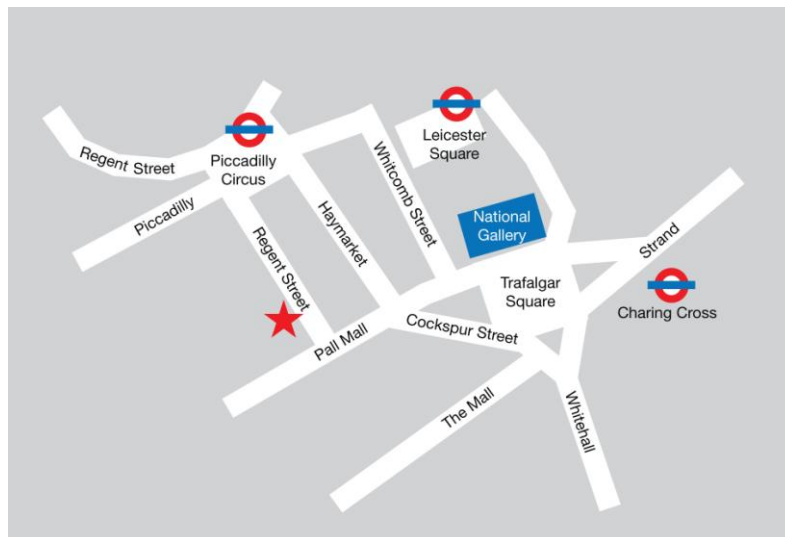 Regent Street
Piccadilly
Circus
Leicester
Square
Piccadilly
Whitcomb Street
Haymarket
National
Gallery
Regent Street
Strand
Trafalgar
Square
Charing Cross
Cockspur Street
Pall Mall
The Mall
Whitehall